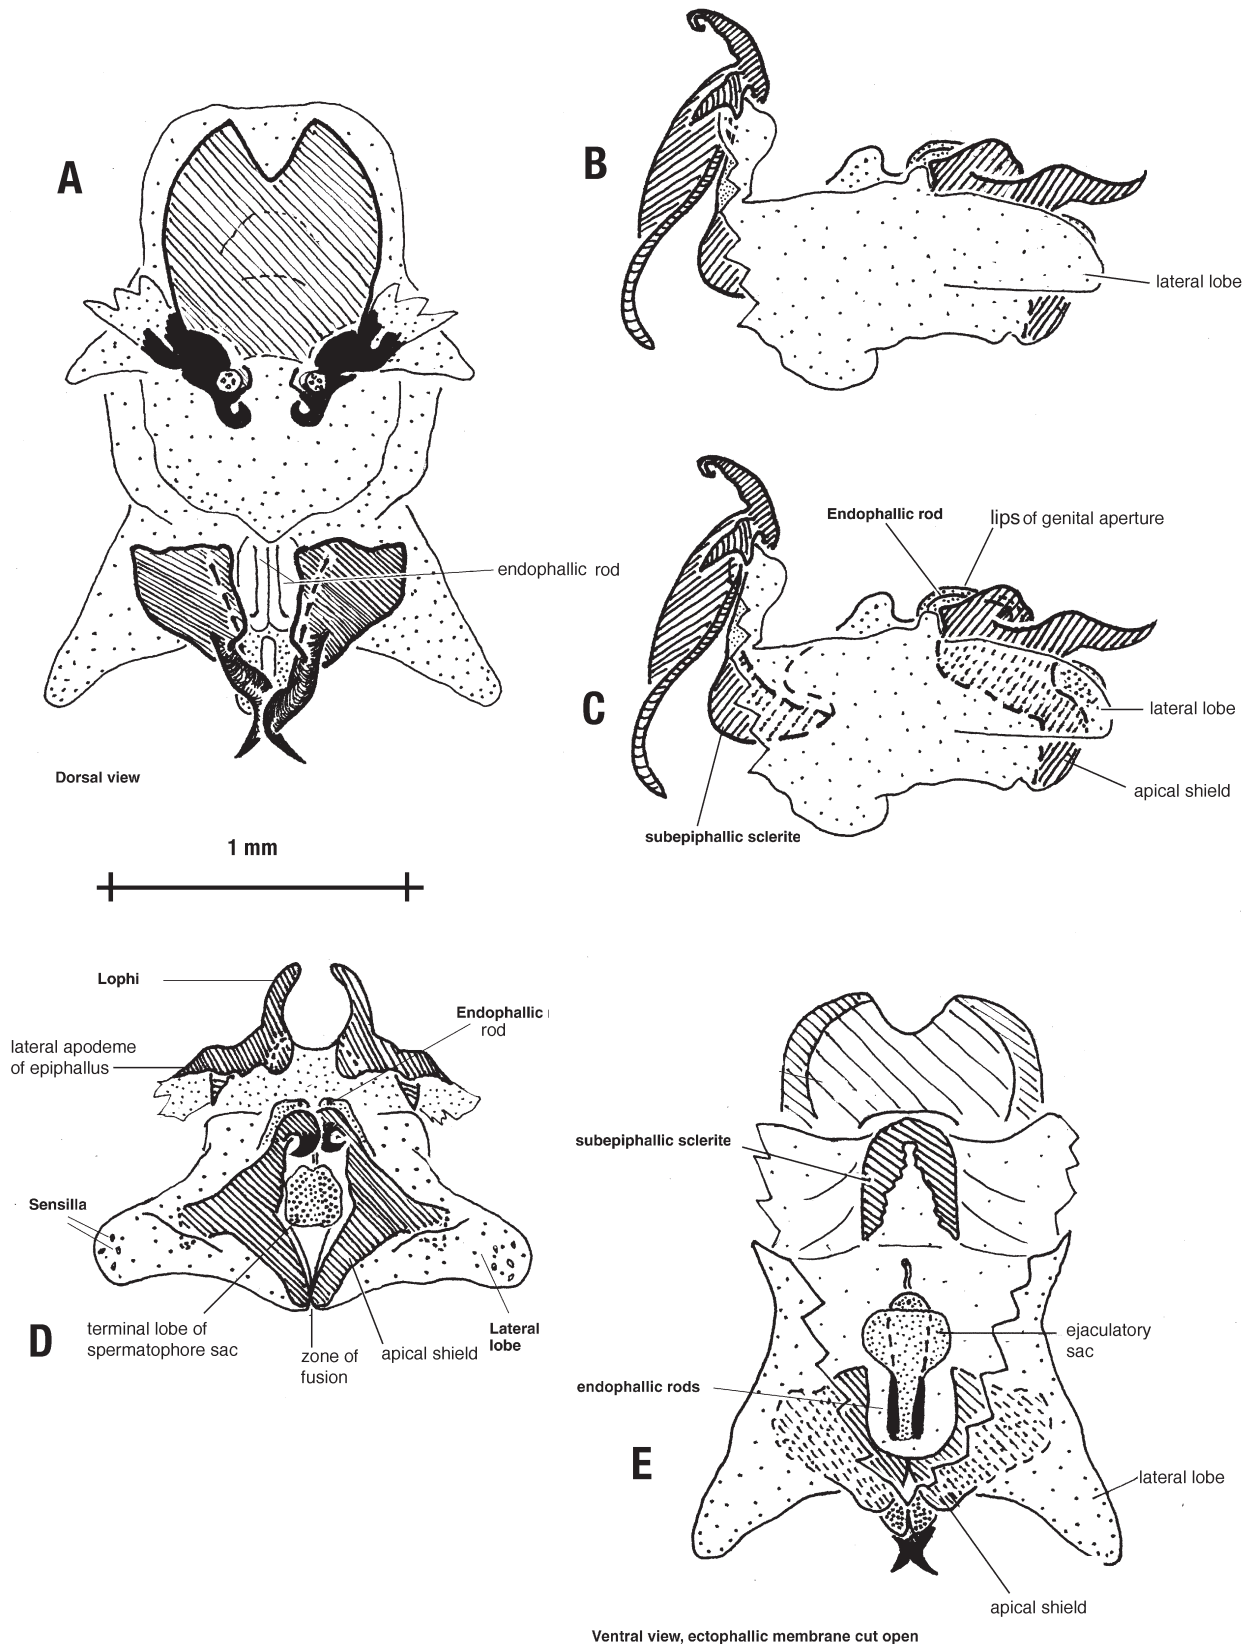 A
B
lateral lobe
Endophallic rod
lips of genital aperture
endophallic rod
C
lateral lobe
Dorsal view
apical shield
subepiphallic sclerite
1 mm
Lophi
Endophallic
rod
lateral apodeme
of epiphallus
subepiphallic sclerite
Sensilla
D
terminal lobe of
spermatophore sac
zone of
fusion
apical shield
Lateral
lobe
ejaculatory
sac
endophallic rods
E
lateral lobe
apical shield
Ventral view, ectophallic membrane cut open